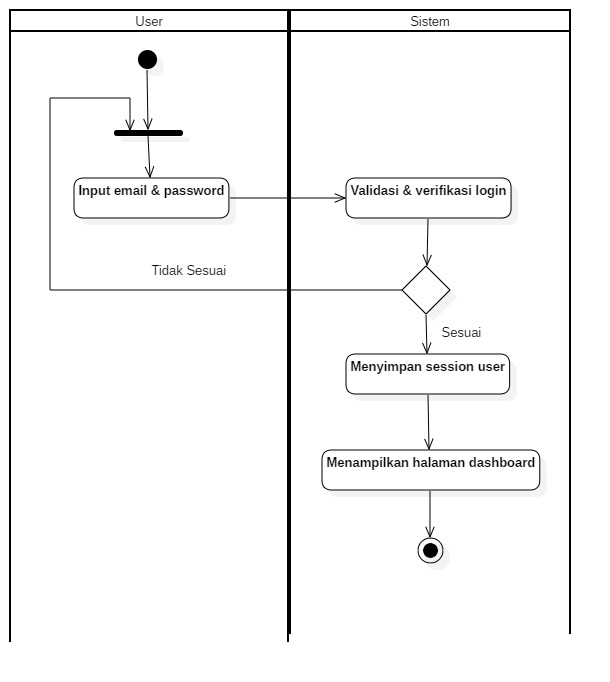 User
Sistem
Input email & password
Validasi & verifikasi login
Tidak Sesuai
Sesuai
Menyimpan session user
Menampilkan halaman dashboard